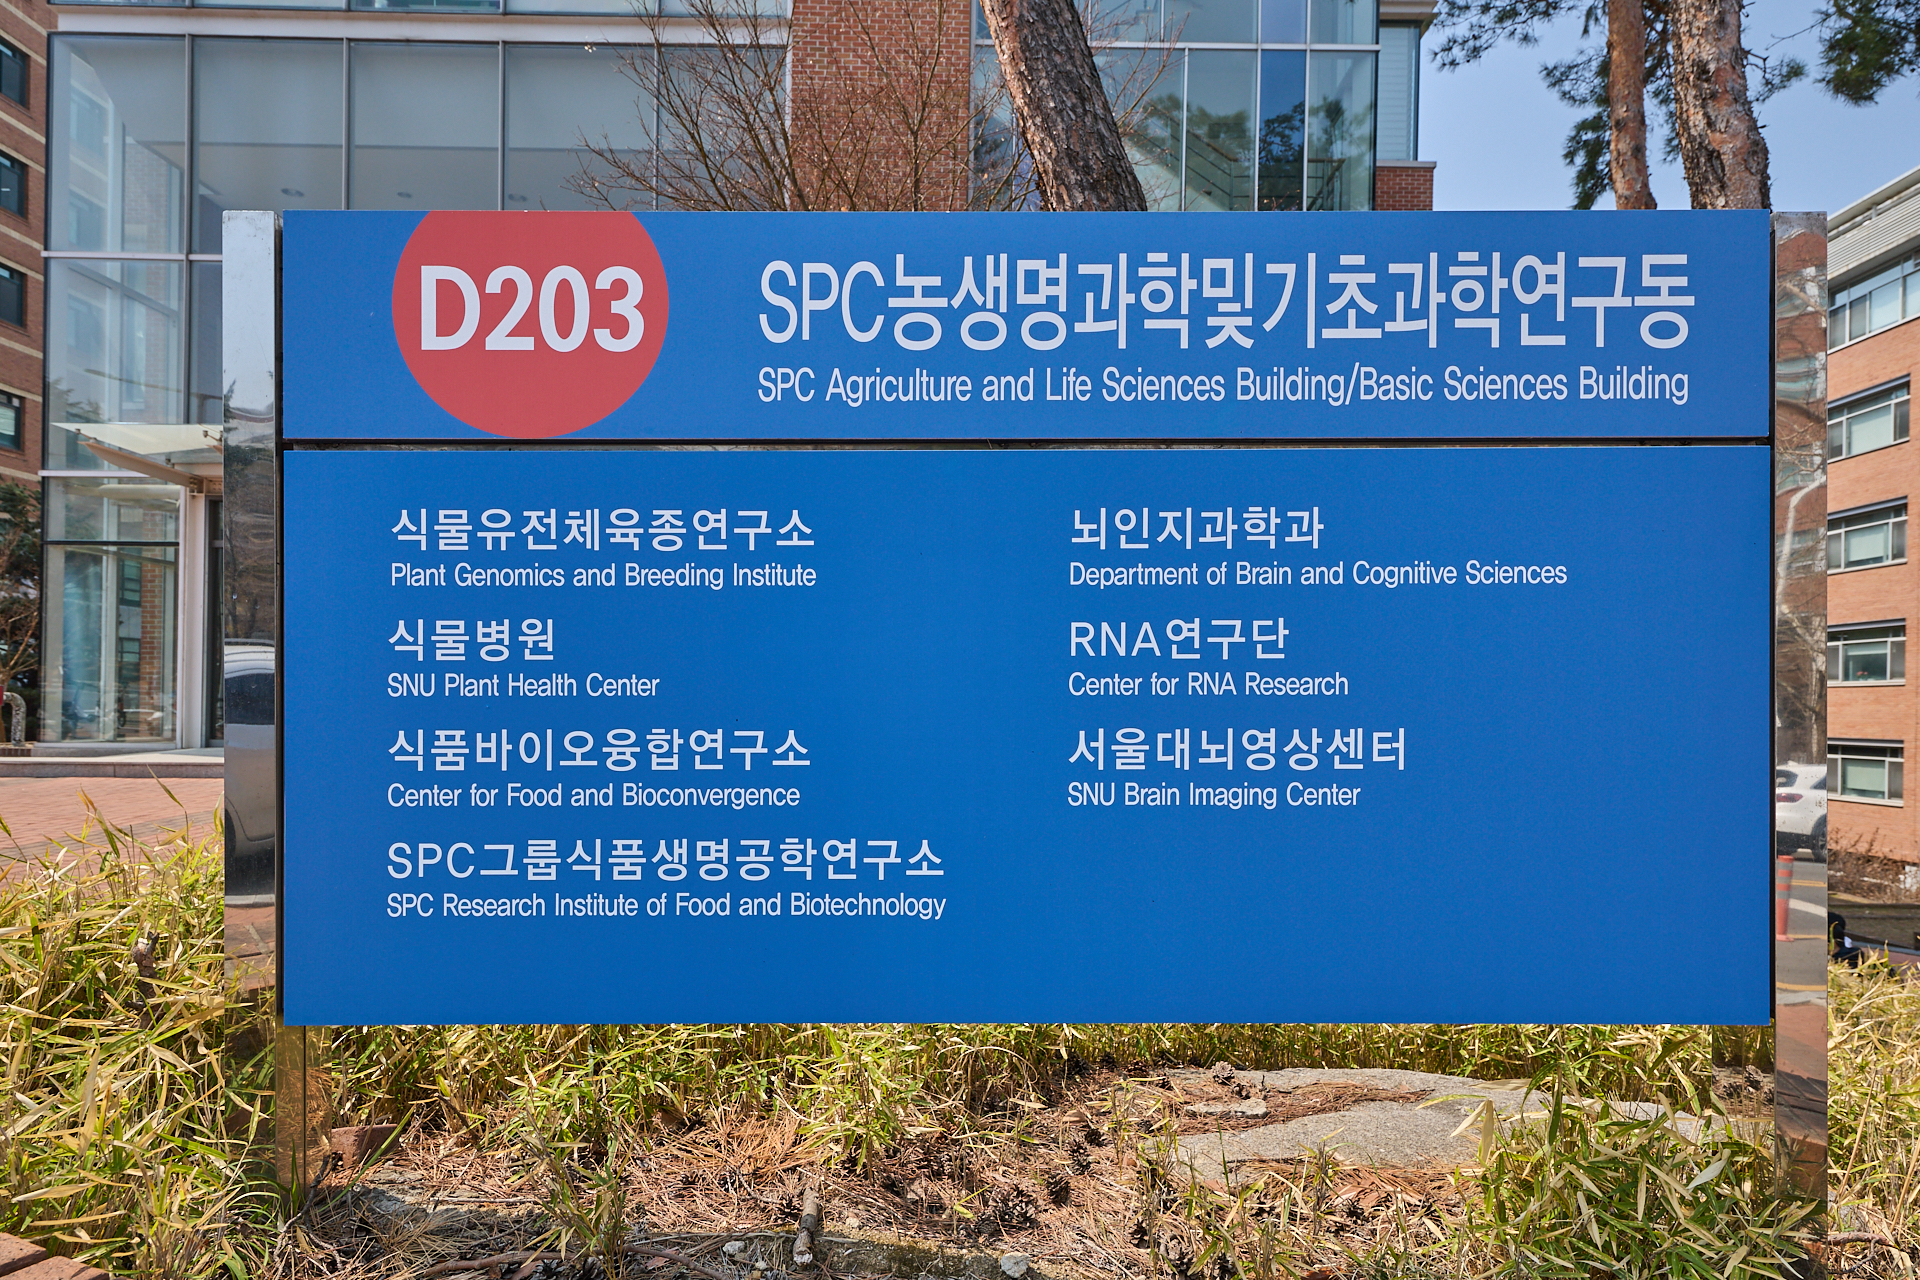 D203
SPC농생명과학및기초과학연구동
SPC Agriculture and Life Sciences Building/Basic Sciences Building
식물유전체육종연구소
Plant Genomics and Breeding Institute
식물병원
SNU Plant Health Center
식품바이오융합연구소
Center for Food and Bioconvergence
SPC그룹식품생명공학연구소
SPC Research Institute of Food and Biotechnology
뇌인지과학과
Department of Brain and Cognitive Sciences
RNA연구단
Center for RNA Research
서울대뇌영상센터
SNU Brain Imaging Center